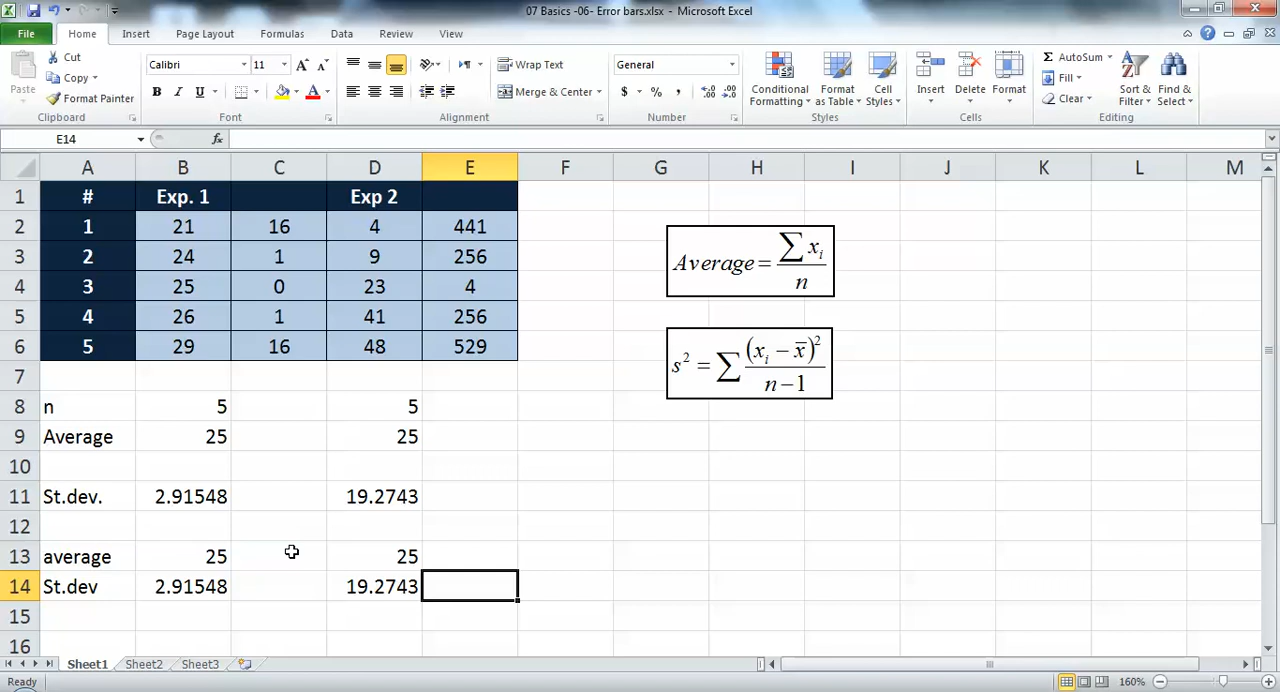 07 Basics -06- Error bars.xlsx - Microsoft Excel
File Home Insert Page Layout Formulas Data Review View
Paste
Cut
Copy
Format Painter
Clipboard
Calibri 11
B I U A
Font
Wrap Text
Merge & Center
Alignment
General
$ % ,
Number
Conditional Formatting
Format as Table
Cell Styles
Styles
Insert Delete Format
Cells
Σ AutoSum
Fill
Clear
Sort & Filter
Find & Select
Editing
E14 fx
A B C D E F G H I J K L M
1 # Exp. 1 Exp 2
2 1 21 16 4 441
3 2 24 1 9 256
4 3 25 0 23 4
5 4 26 1 41 256
6 5 29 16 48 529
7
8 n 5 5
9 Average 25 25
10
11 St.dev. 2.91548 19.2743
12
13 average 25 25
14 St.dev 2.91548 19.2743
15
16
Average = ∑ xᵢ / n
s² = ∑ (xᵢ − x̅)² / n − 1
Sheet1 Sheet2 Sheet3
Ready 160%